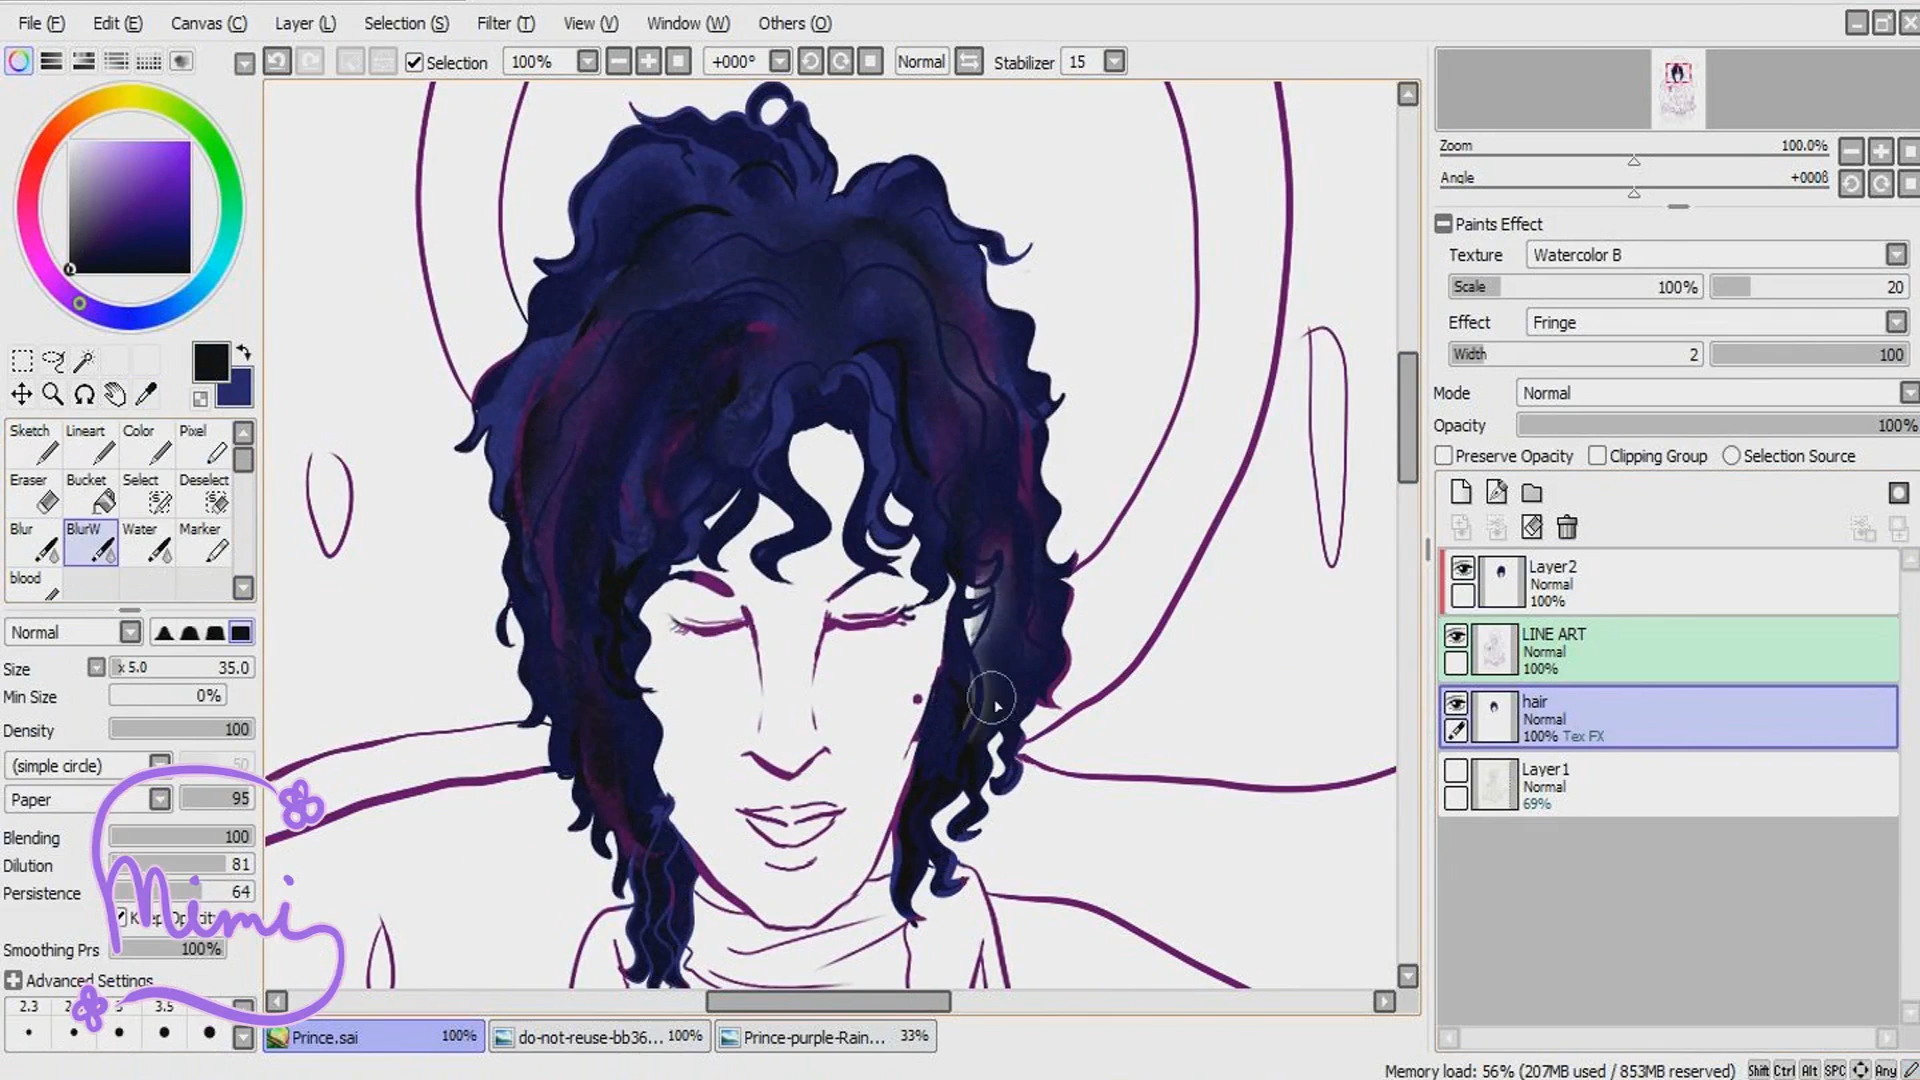 File (F) Edit (E) Canvas (C) Layer (L) Selection (S) Filter (T) View (V) Window (W) Others (O)
Selection 100% +000° Normal Stabilizer 15
Zoom 100.0%
Angle +000ß
Paints Effect
Texture Watercolor B
Scale 100% 20
Effect Fringe
Width 2 100
Mode Normal
Opacity 100%
Preserve Opacity Clipping Group Selection Source
Layer2
Normal
100%
LINE ART
Normal
100%
hair
Normal
100% Tex FX
Layer1
Normal
69%
Sketch Lineart Color Pixel
Eraser Bucket Select Deselect
Blur BlurW Water Marker
blood
Normal
Size x 5.0 35.0
Min Size 0%
Density 100
(simple circle) 50
Paper 95
Blending 100
Dilution 81
Persistence 64
Smoothing Prs 100%
Advanced Settings
2.3 3.5
Mimi
Prince.sai 100% do-not-reuse-bb36... 100% Prince-purple-Rain... 33%
Memory load: 56% (207MB used / 853MB reserved) Shift Ctrl Alt SPC Any